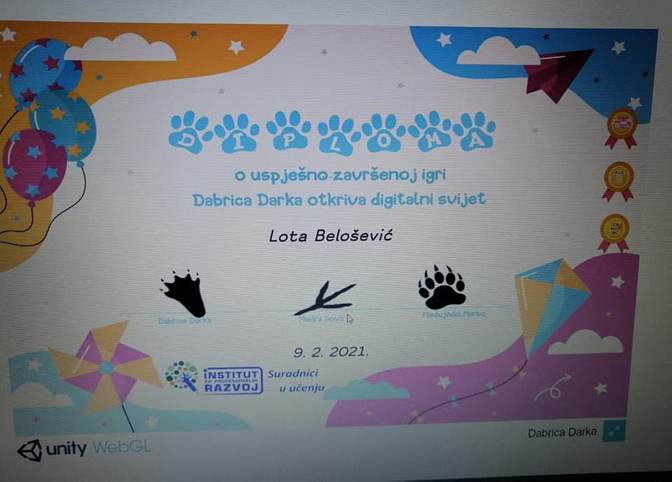 DIPLOMA
o uspješno završenoj igri
Dabrica Darka otkriva digitalni svijet
Lota Belošević
Dabrica Darka
Mudra Sova
Medvjedić Marko
9. 2. 2021.
INSTITUT
ZA PROFESIONALNI
RAZVOJ
Suradnici
u učenju
unity WebGL
Dabrica Darka